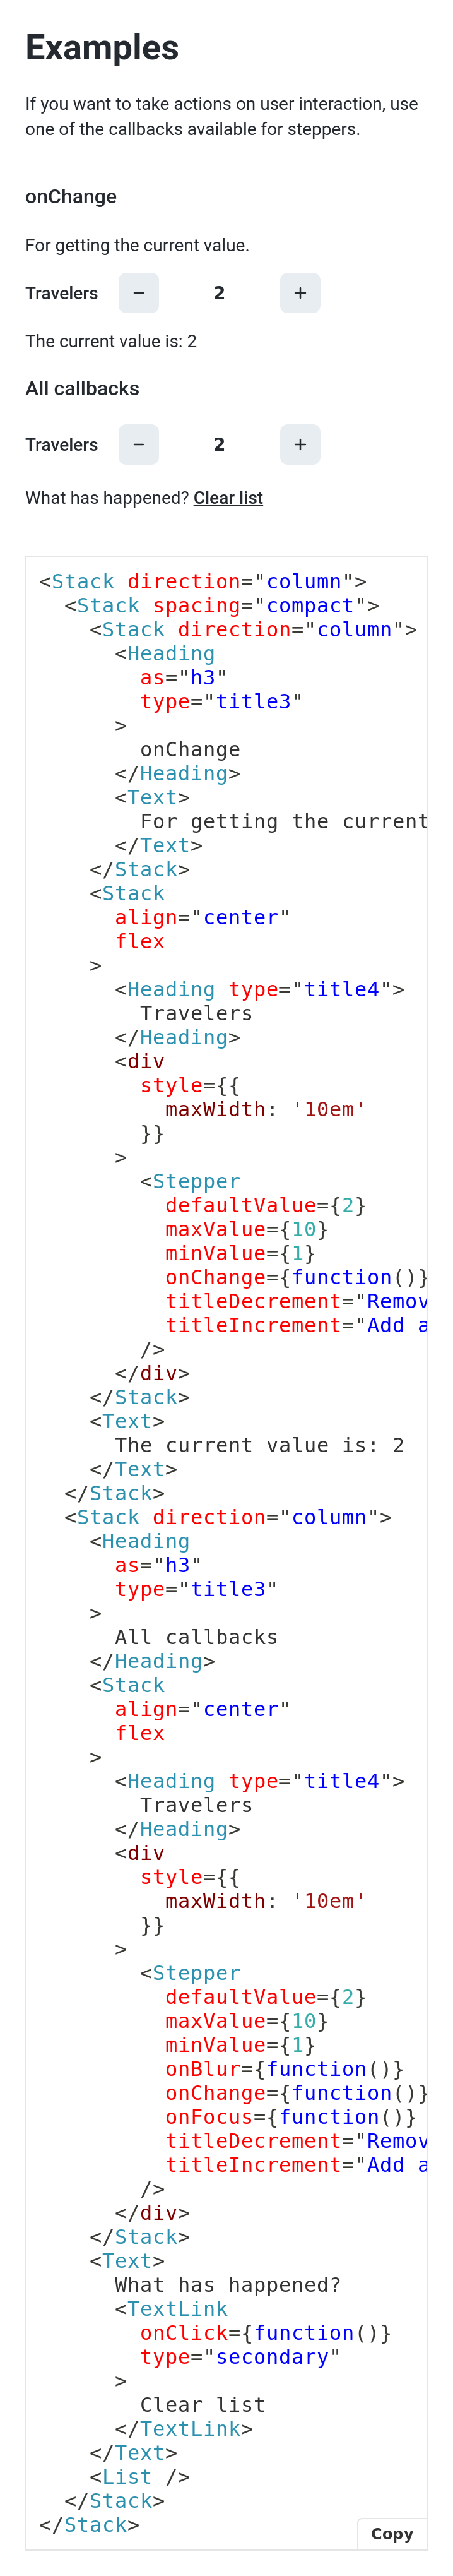 Examples
If you want to take actions on user interaction, use
one of the callbacks available for steppers.
onChange
For getting the current value.
Travelers − 2 +
The current value is: 2
All callbacks
Travelers − 2 +
What has happened? Clear list
<Stack direction="column">
  <Stack spacing="compact">
    <Stack direction="column">
      <Heading
        as="h3"
        type="title3"
      >
        onChange
      </Heading>
      <Text>
        For getting the current
      </Text>
    </Stack>
    <Stack
      align="center"
      flex
    >
      <Heading type="title4">
        Travelers
      </Heading>
      <div
        style={{
          maxWidth: '10em'
        }}
      >
        <Stepper
          defaultValue={2}
          maxValue={10}
          minValue={1}
          onChange={function()}
          titleDecrement="Remov
          titleIncrement="Add a
        />
      </div>
    </Stack>
    <Text>
      The current value is: 2
    </Text>
  </Stack>
  <Stack direction="column">
    <Heading
      as="h3"
      type="title3"
    >
      All callbacks
    </Heading>
    <Stack
      align="center"
      flex
    >
      <Heading type="title4">
        Travelers
      </Heading>
      <div
        style={{
          maxWidth: '10em'
        }}
      >
        <Stepper
          defaultValue={2}
          maxValue={10}
          minValue={1}
          onBlur={function()}
          onChange={function()}
          onFocus={function()}
          titleDecrement="Remov
          titleIncrement="Add a
        />
      </div>
    </Stack>
    <Text>
      What has happened?
      <TextLink
        onClick={function()}
        type="secondary"
      >
        Clear list
      </TextLink>
    </Text>
    <List />
  </Stack>
</Stack>
Copy